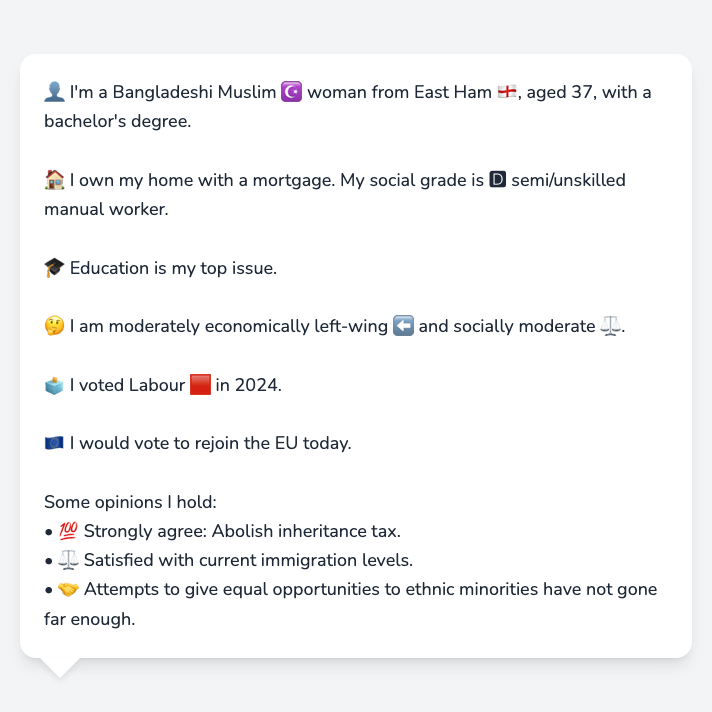 👤 I'm a Bangladeshi Muslim ☪️ woman from East Ham 🏴󠁧󠁢󠁥󠁮󠁧󠁿, aged 37, with a
bachelor's degree.
🏠 I own my home with a mortgage. My social grade is 🅳 semi/unskilled
manual worker.
🎓 Education is my top issue.
🤔 I am moderately economically left-wing ⬅️ and socially moderate ⚖️.
🗳️ I voted Labour 🟥 in 2024.
🇪🇺 I would vote to rejoin the EU today.
Some opinions I hold:
• 💯 Strongly agree: Abolish inheritance tax.
• ⚖️ Satisfied with current immigration levels.
• 🤝 Attempts to give equal opportunities to ethnic minorities have not gone
far enough.